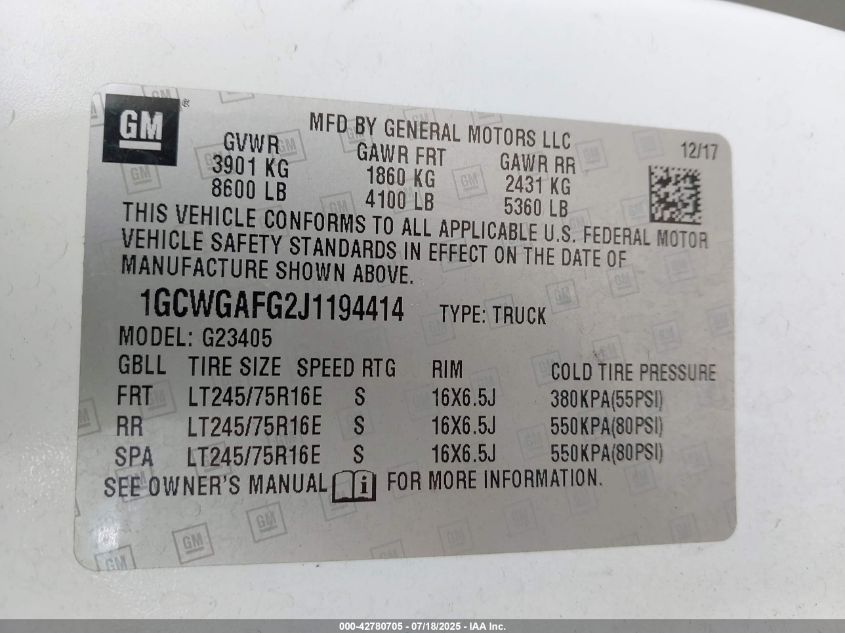 GM ®
MFD BY GENERAL MOTORS LLC
12/17
GVWR GAWR FRT GAWR RR
3901 KG 1860 KG 2431 KG
8600 LB 4100 LB 5360 LB
THIS VEHICLE CONFORMS TO ALL APPLICABLE U.S. FEDERAL MOTOR
VEHICLE SAFETY STANDARDS IN EFFECT ON THE DATE OF
MANUFACTURE SHOWN ABOVE.
1GCWGAFG2J1194414 TYPE: TRUCK
MODEL: G23405
GBLL TIRE SIZE SPEED RTG RIM COLD TIRE PRESSURE
FRT LT245/75R16E S 16X6.5J 380KPA(55PSI)
RR LT245/75R16E S 16X6.5J 550KPA(80PSI)
SPA LT245/75R16E S 16X6.5J 550KPA(80PSI)
SEE OWNER'S MANUAL i FOR MORE INFORMATION.
000-42780705 - 07/18/2025 - IAA Inc.